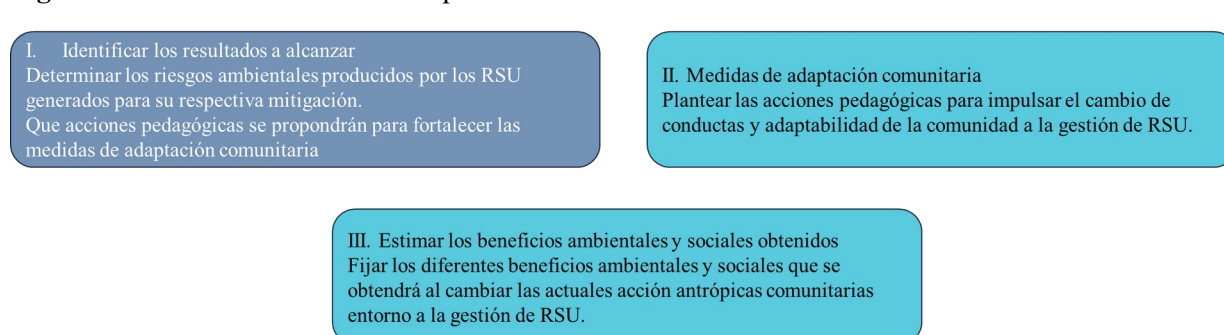 I. Identificar los resultados a alcanzar
Determinar los riesgos ambientales producidos por los RSU
generados para su respectiva mitigación.
Que acciones pedagógicas se propondrán para fortalecer las
medidas de adaptación comunitaria
II. Medidas de adaptación comunitaria
Plantear las acciones pedagógicas para impulsar el cambio de
conductas y adaptabilidad de la comunidad a la gestión de RSU.
III. Estimar los beneficios ambientales y sociales obtenidos
Fijar los diferentes beneficios ambientales y sociales que se
obtendrá al cambiar las actuales acción antrópicas comunitarias
entorno a la gestión de RSU.